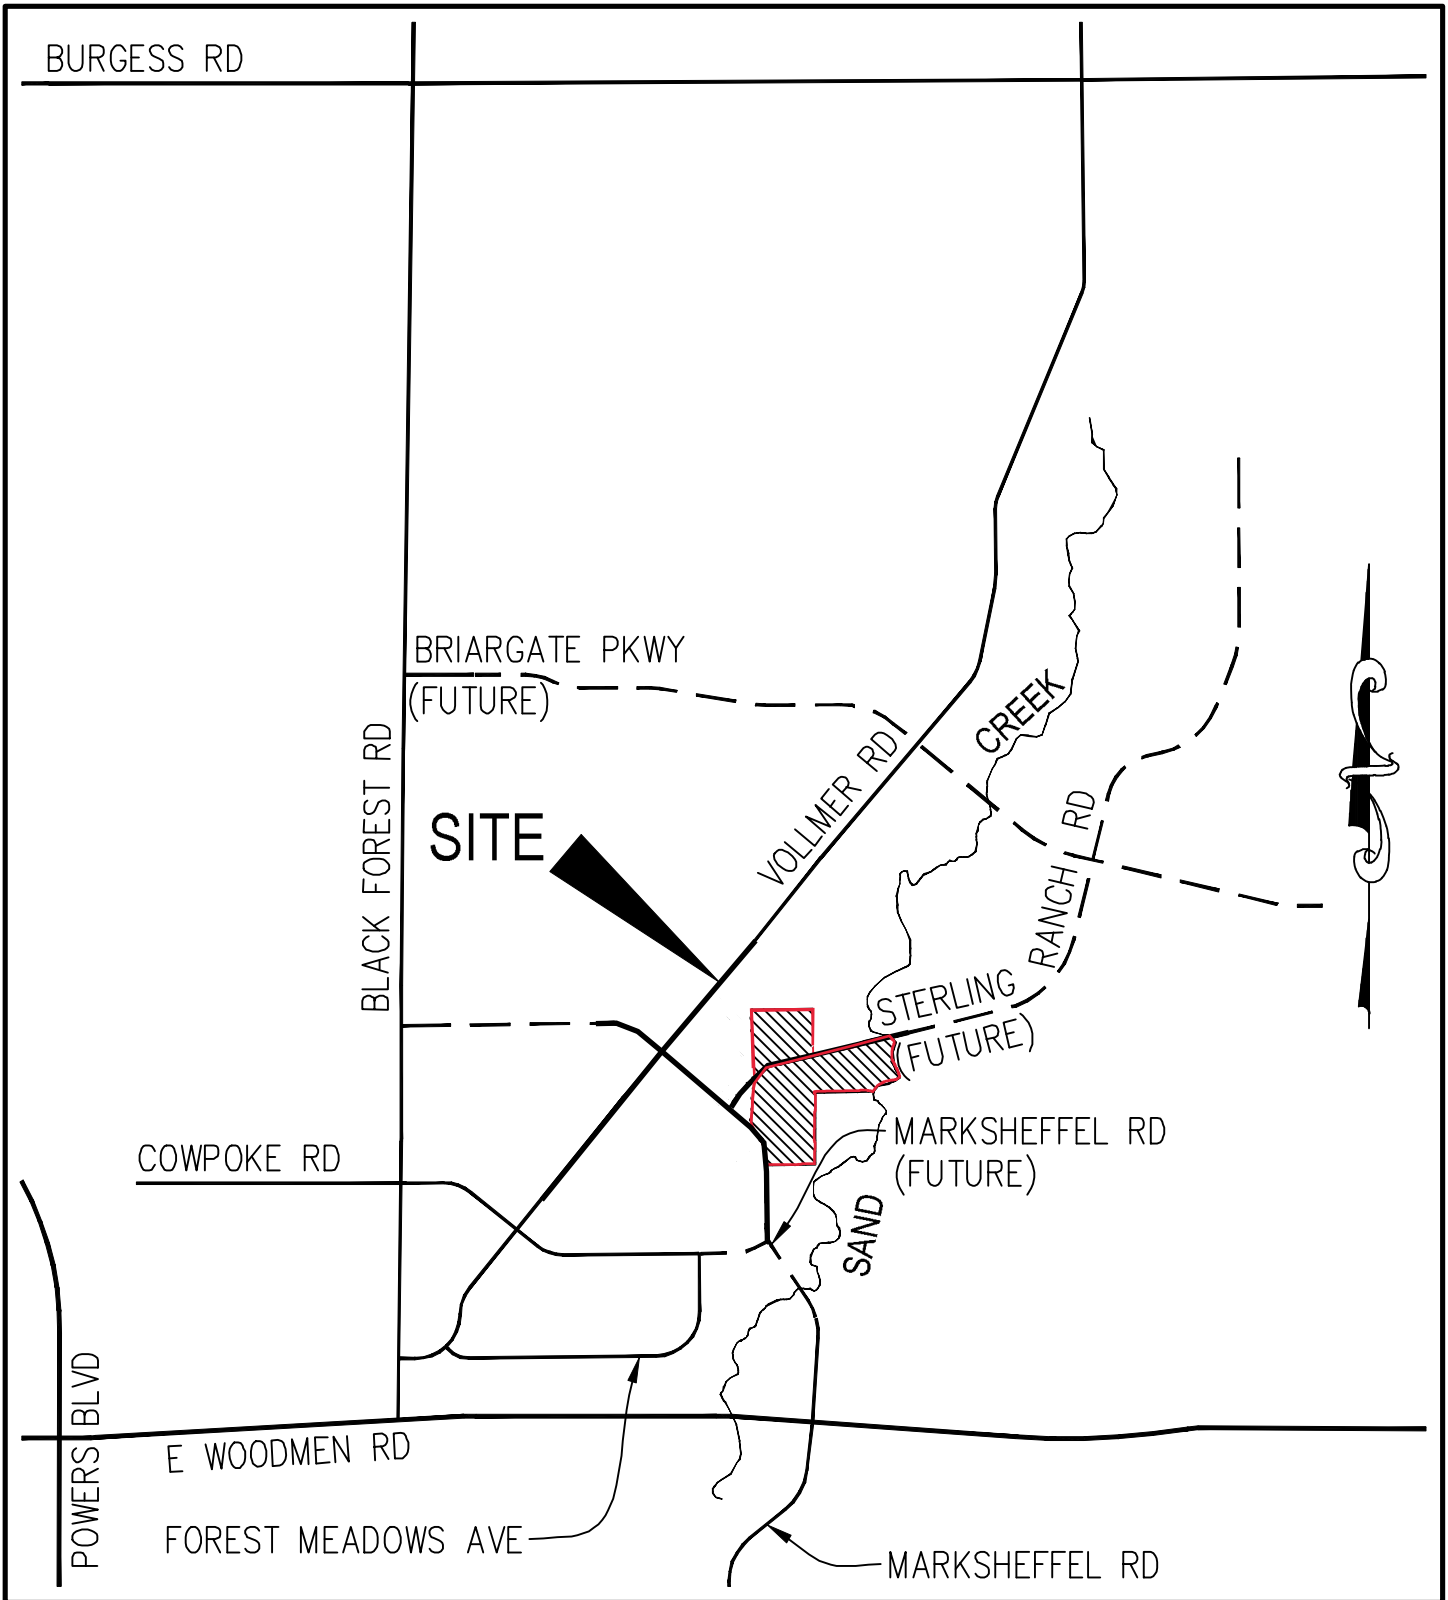 BURGESS RD
BRIARGATE PKWY
(FUTURE)
CREEK
BLACK FOREST RD
VOLLMER RD
SITE
RANCH RD
STERLING
(FUTURE)
MARKSHEFFEL RD
(FUTURE)
COWPOKE RD
SAND
POWERS BLVD
E WOODMEN RD
FOREST MEADOWS AVE
MARKSHEFFEL RD